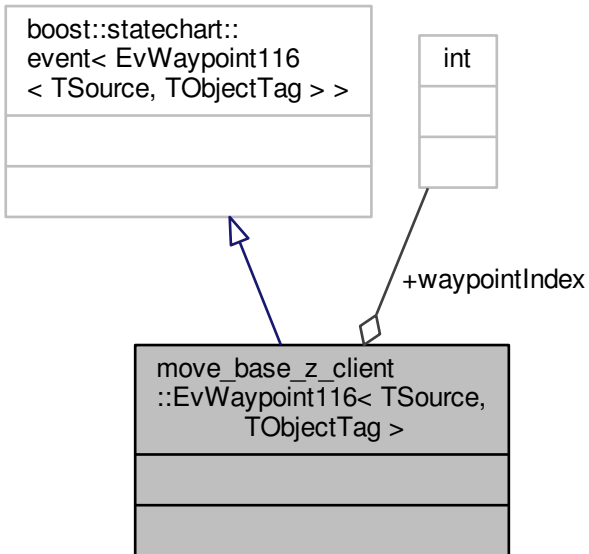 boost::statechart::
event< EvWaypoint116
< TSource, TObjectTag > >
int
+waypointIndex
move_base_z_client
::EvWaypoint116< TSource,
TObjectTag >